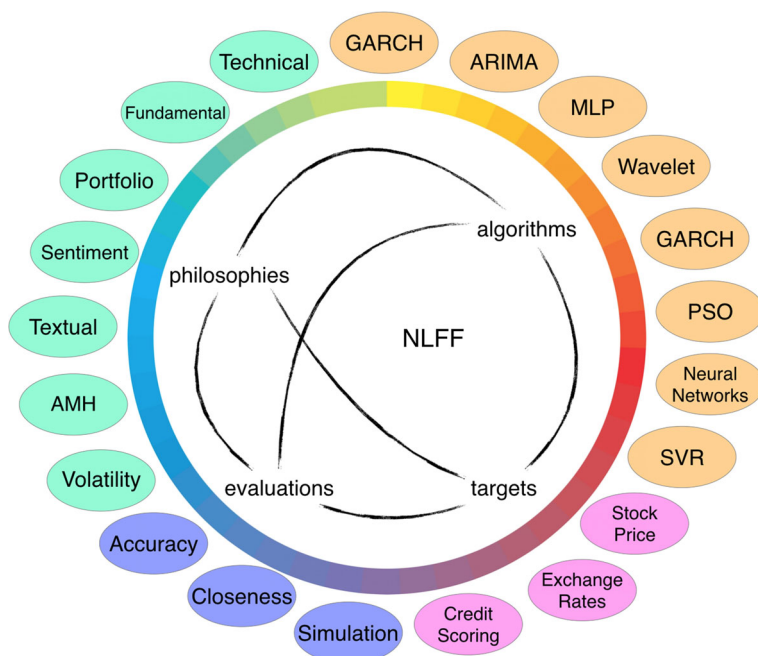 GARCH
ARIMA
Technical
MLP
Fundamental
Wavelet
Portfolio
algorithms
GARCH
Sentiment
philosophies
PSO
Textual
NLFF
Neural
Networks
AMH
SVR
Volatility
evaluations
targets
Stock
Price
Accuracy
Exchange
Rates
Closeness
Credit
Scoring
Simulation